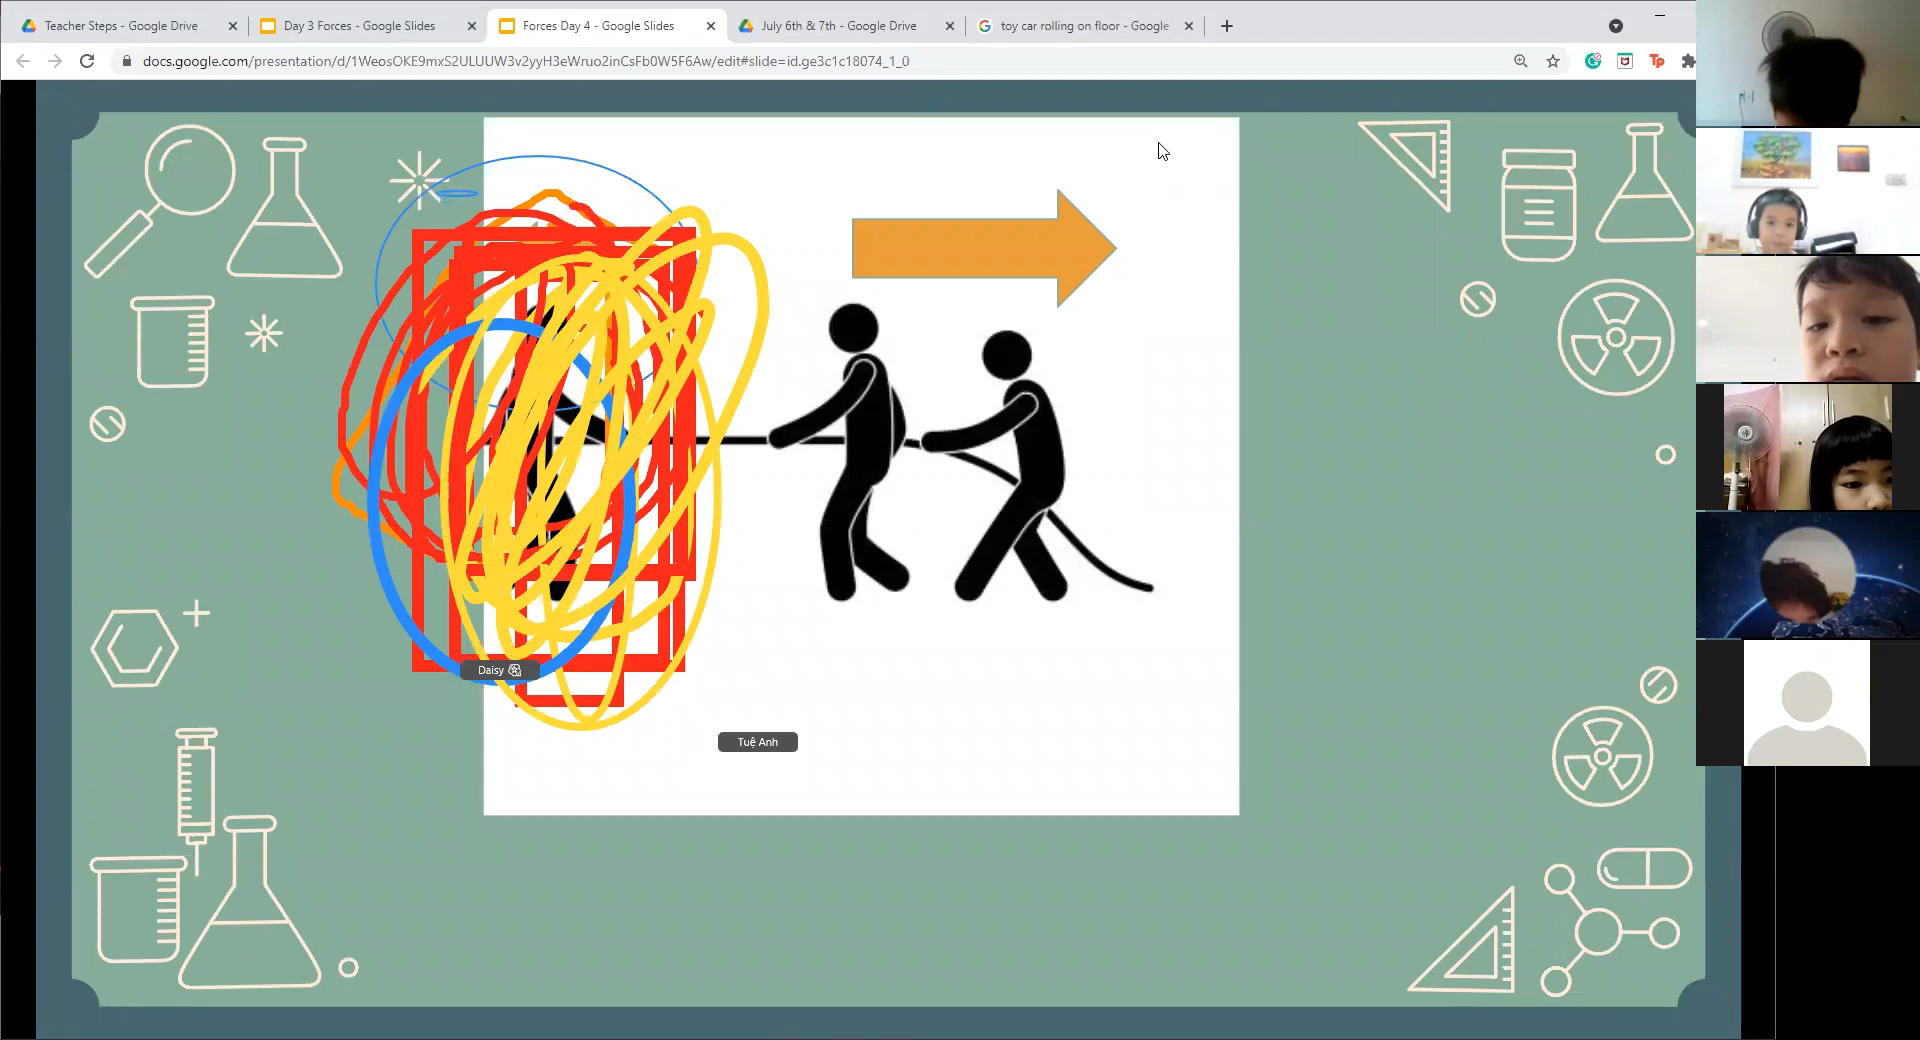 Teacher Steps - Google Drive
Day 3 Forces - Google Slides
Forces Day 4 - Google Slides
July 6th & 7th - Google Drive
toy car rolling on floor - Google
docs.google.com/presentation/d/1WeosOKE9mxS2ULUUW3v2yyH3eWruo2inCsFb0W5F6Aw/edit#slide=id.ge3c1c18074_1_0
Tp
Daisy
Tuệ Anh